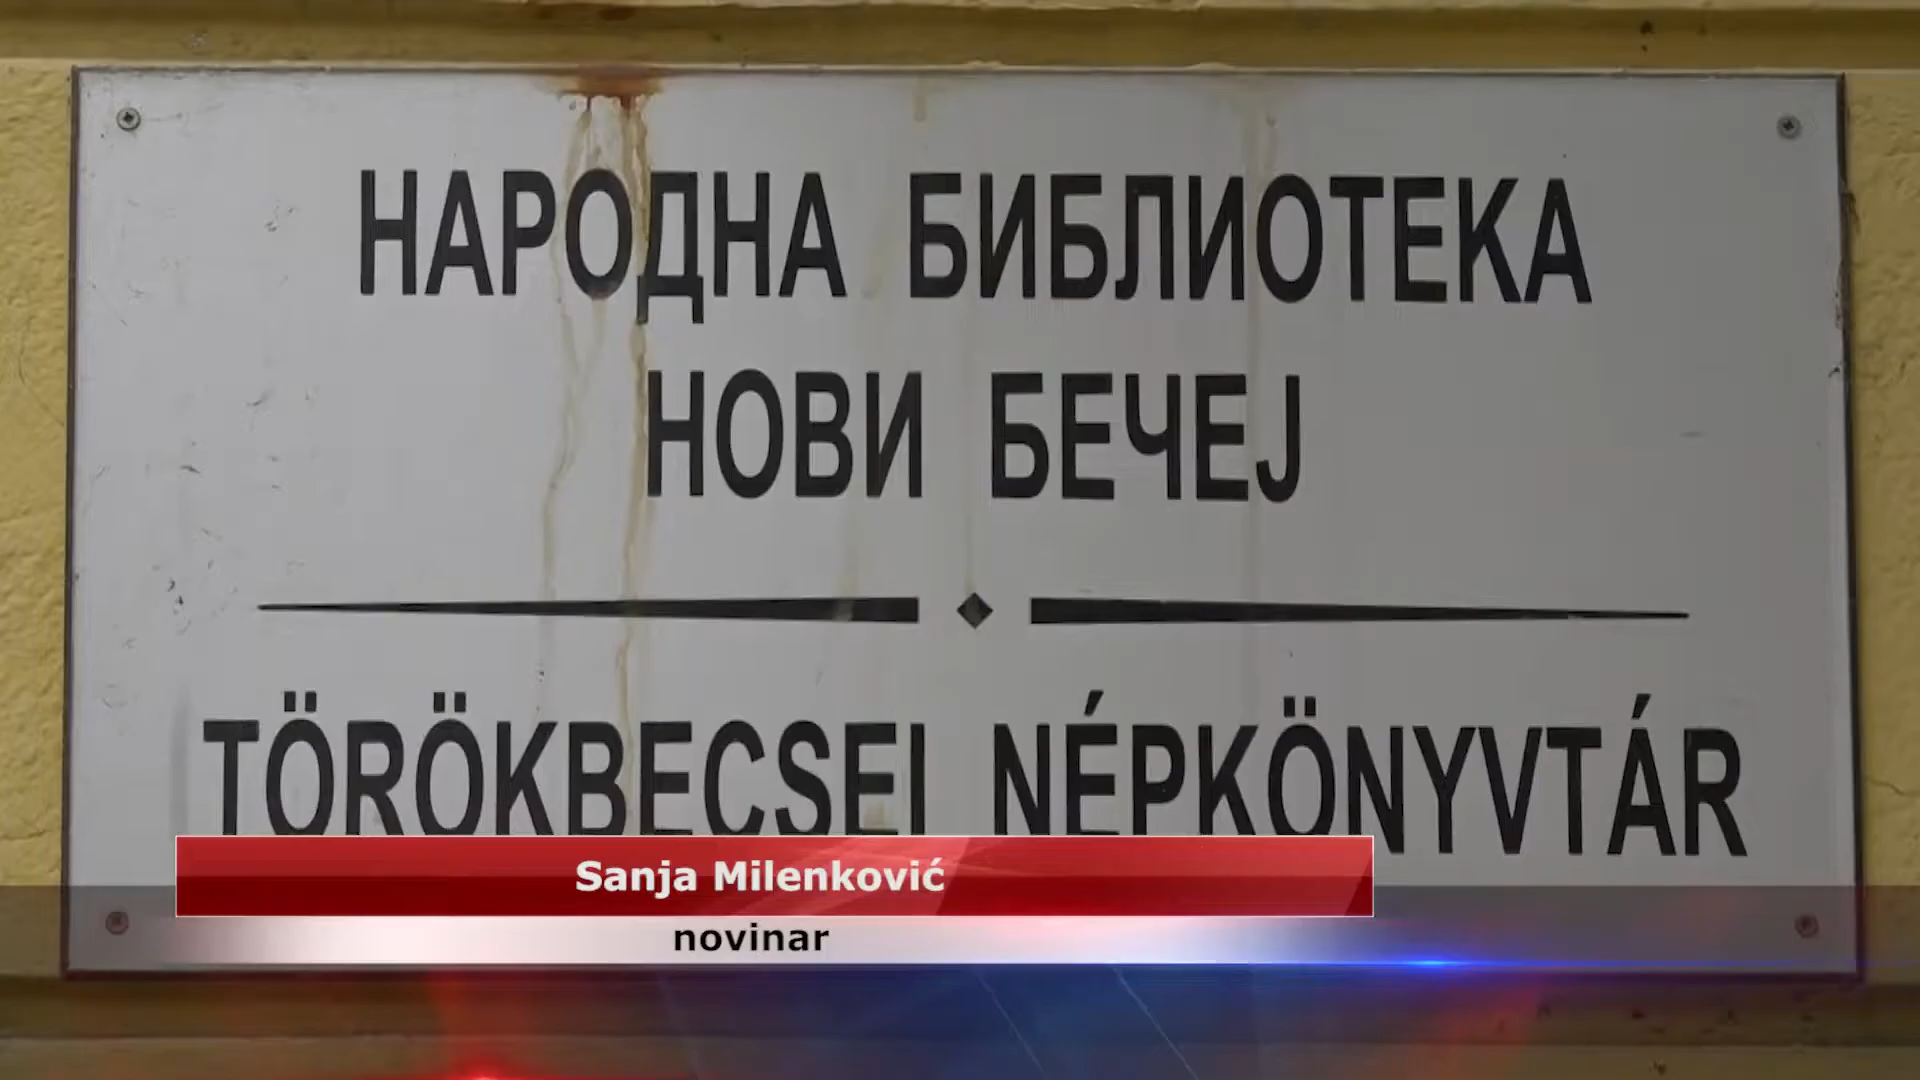 НАРОДНА БИБЛИОТЕКА
НОВИ БЕЧЕЈ
TÖRÖKBECSEI NÉPKÖNYVTÁR
Sanja Milenković
novinar